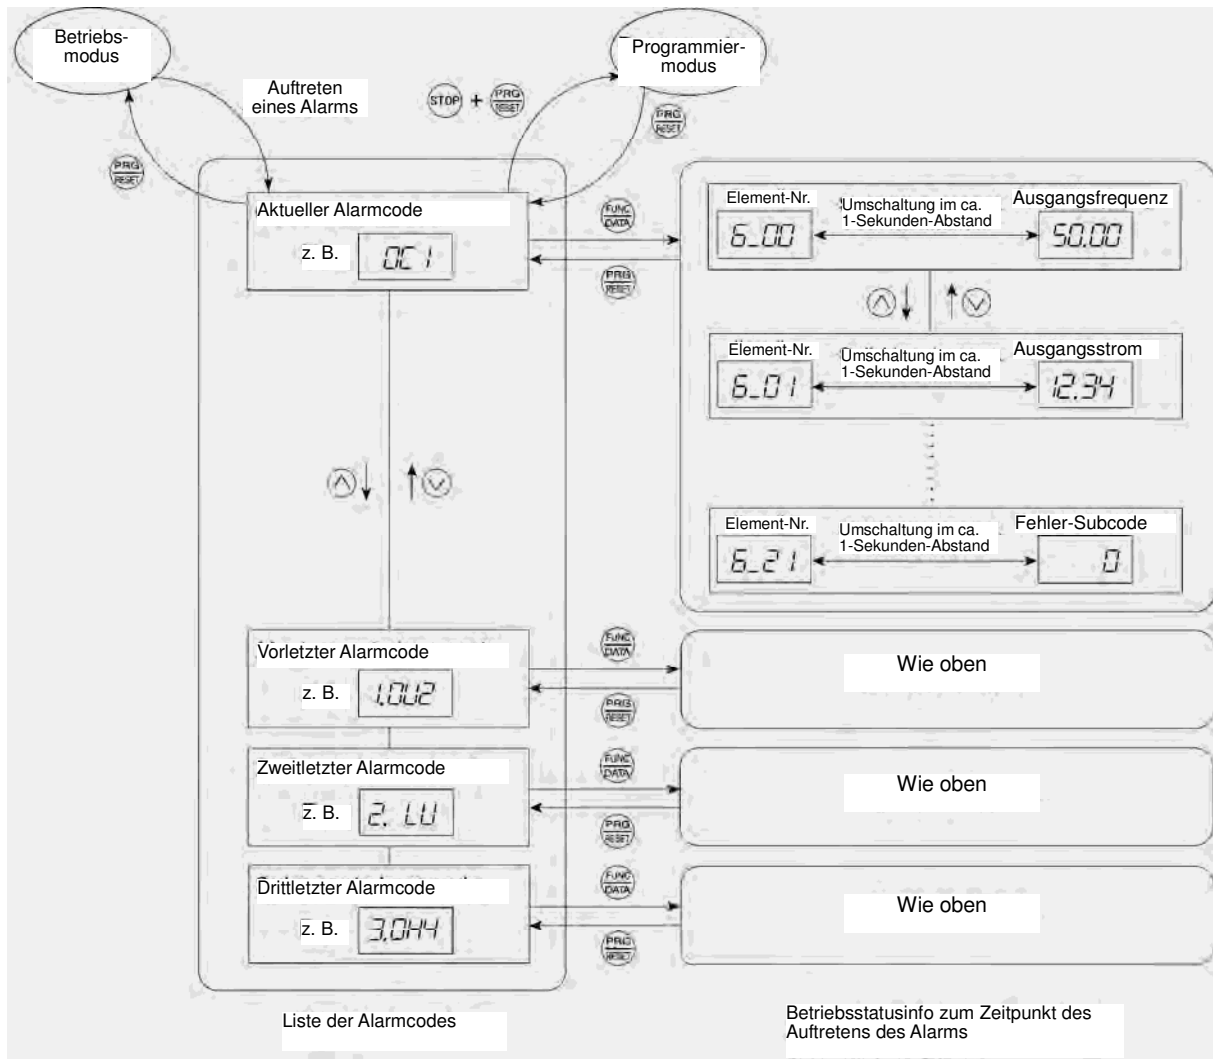 Betriebs-
modus
Programmier-
modus
Auftreten
eines Alarms
STOP + PRG
RESET
PRG
RESET
PRG
RESET
Aktueller Alarmcode
z. B. OC1
FUNC
DATA
PRG
RESET
Element-Nr.
Umschaltung im ca.
1-Sekunden-Abstand
Ausgangsfrequenz
6_00
50.00
Element-Nr.
Umschaltung im ca.
1-Sekunden-Abstand
Ausgangsstrom
6_01
12.34
Element-Nr.
Umschaltung im ca.
1-Sekunden-Abstand
Fehler-Subcode
6_21
0
Vorletzter Alarmcode
z. B. 1.OU2
FUNC
DATA
PRG
RESET
Wie oben
Zweitletzter Alarmcode
z. B. 2. LU
FUNC
DATA
PRG
RESET
Wie oben
Drittletzter Alarmcode
z. B. 3.OH4
FUNC
DATA
PRG
RESET
Wie oben
Liste der Alarmcodes
Betriebsstatusinfo zum Zeitpunkt des
Auftretens des Alarms